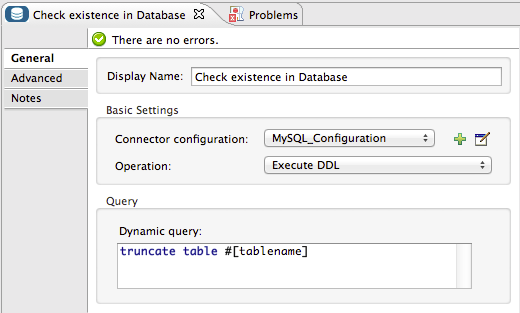 Check existence in Database
Problems
There are no errors.
General
Advanced
Notes
Display Name: Check existence in Database
Basic Settings
Connector configuration: MySQL_Configuration
Operation: Execute DDL
Query
Dynamic query:
truncate table #[tablename]